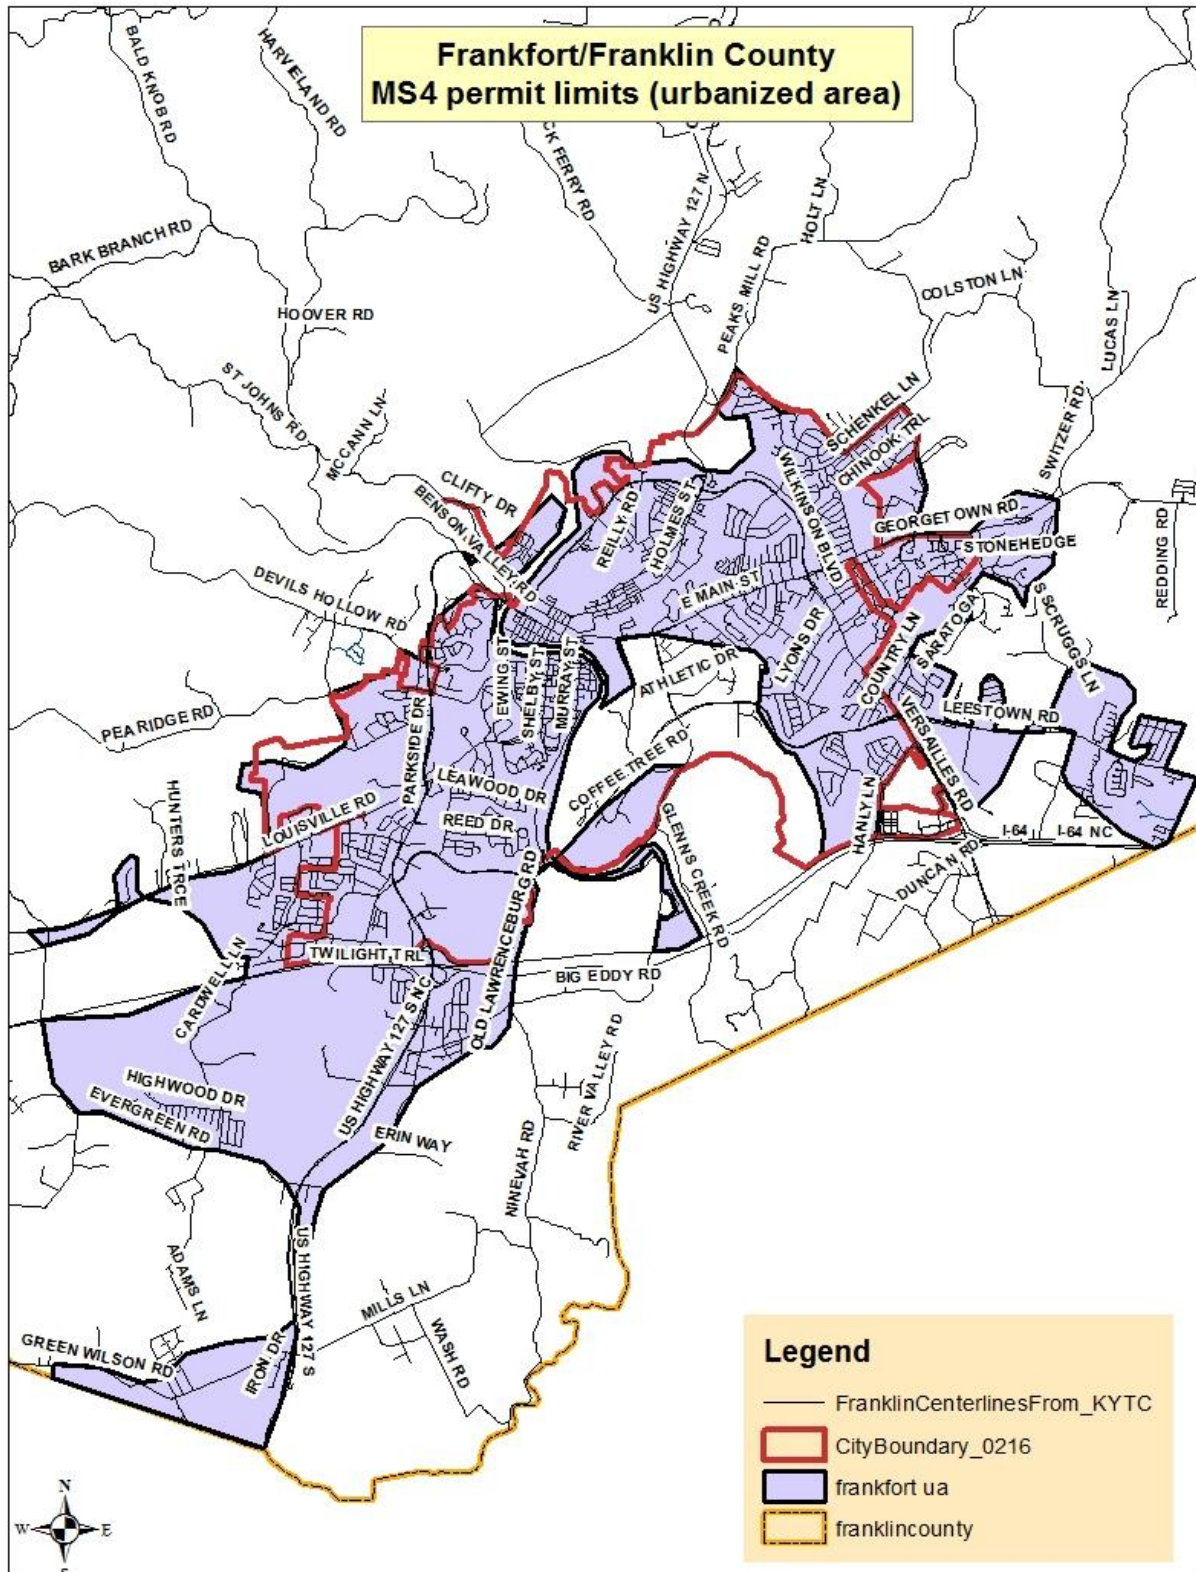 Frankfort/Franklin County
MS4 permit limits (urbanized area)
BALD KNOB RD
HARVIELAND RD
CK FERRY RD
US HIGHWAY 127 N
HOLT LN
BARK BRANCH RD
PEAKS MILL RD
COLSTON LN
HOOVER RD
LUCAS LN
ST JOHNS RD
MCCANN LN
SCHENKEL LN
CHINOOK TRL
SWITZER RD
CLIFTY DR
BENSON VALLEY RD
REILY RD
HOLMES ST
WILKINSON BLVD
GEORGETOWN RD
STONEHEDGE
REDDING RD
DEVILS HOLLOW RD
E MAIN ST
LYONS DR
COUNTRY LN
SARATOGA
S SCRUGGS LN
EWING ST
SHELBY ST
MURRAY ST
ATHLETIC DR
PEA RIDGE RD
PARKSIDE DR
VERSAILLES RD
LEESTOWN RD
HUNTERS TRCE
LEAWOOD DR
COFFEE TREE RD
LOUISVILLE RD
REED DR
GLENNS CREEK RD
HANLY LN
I-64
I-64 NC
DUNCAN RD
CARDWELL LN
TWILIGHT TRL
OLD LAWRENCEBURG RD
BIG EDDY RD
US HIGHWAY 127 S NC
RIVER VALLEY RD
HIGHWOOD DR
EVERGREEN RD
ERIN WAY
NINEVAH RD
ADAMS LN
US HIGHWAY 127 S
MILLS LN
GREEN WILSON RD
IRON DR
WASH RD
Legend
FranklinCenterlinesFrom_KYTC
CityBoundary_0216
frankfort ua
franklincounty
N
W
E